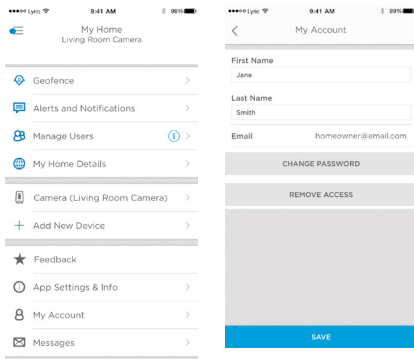 Lyric 9:41 AM 99%
My Home
Living Room Camera
Geofence
Alerts and Notifications
Manage Users
My Home Details
Camera (Living Room Camera)
Add New Device
Feedback
App Settings & Info
My Account
Messages
Lyric 9:41 AM 99%
My Account
First Name
Jane
Last Name
Smith
Email homeowner@email.com
CHANGE PASSWORD
REMOVE ACCESS
SAVE